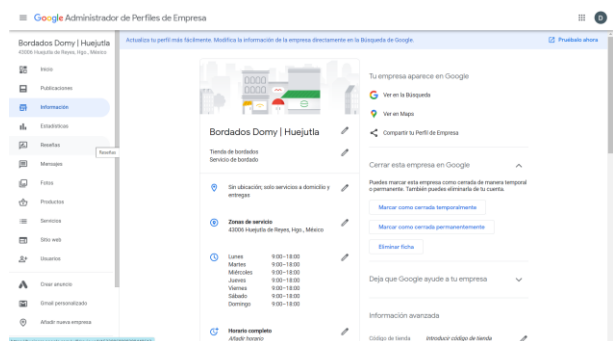 Google Administrador de Perfiles de Empresa
D
Bordados Domy | Huejutla
43006 Huejutla de Reyes, Hgo., México
Inicio
Publicaciones
Información
Estadísticas
Reseñas
Reseñas
Mensajes
Fotos
Productos
Servicios
Sitio web
Usuarios
Crear anuncio
Gmail personalizado
Añadir nueva empresa
Actualiza tu perfil más fácilmente. Modifica la información de la empresa directamente en la Búsqueda de Google.
Pruébalo ahora
Bordados Domy | Huejutla
Tienda de bordados
Servicio de bordado
Sin ubicación; solo servicios a domicilio y
entregas
Zonas de servicio
43006 Huejutla de Reyes, Hgo., México
Lunes 9:00–18:00
Martes 9:00–18:00
Miércoles 9:00–18:00
Jueves 9:00–18:00
Viernes 9:00–18:00
Sábado 9:00–18:00
Domingo 9:00–18:00
Horario completo
Añadir horario
Tu empresa aparece en Google
Ver en la Búsqueda
Ver en Maps
Compartir tu Perfil de Empresa
Cerrar esta empresa en Google
Puedes marcar esta empresa como cerrada de manera temporal
o permanente. También puedes eliminarla de tu cuenta.
Marcar como cerrada temporalmente
Marcar como cerrada permanentemente
Eliminar ficha
Deja que Google ayude a tu empresa
Información avanzada
Código de tienda Introducir código de tienda